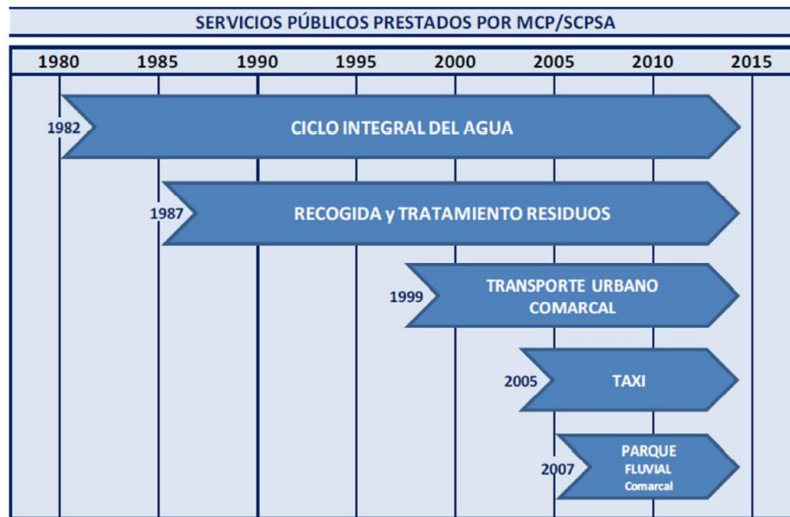 SERVICIOS PÚBLICOS PRESTADOS POR MCP/SCPSA
1980 1985 1990 1995 2000 2005 2010 2015
1982 CICLO INTEGRAL DEL AGUA
1987 RECOGIDA y TRATAMIENTO RESIDUOS
1999 TRANSPORTE URBANO
COMARCAL
2005 TAXI
2007 PARQUE
FLUVIAL
Comarcal